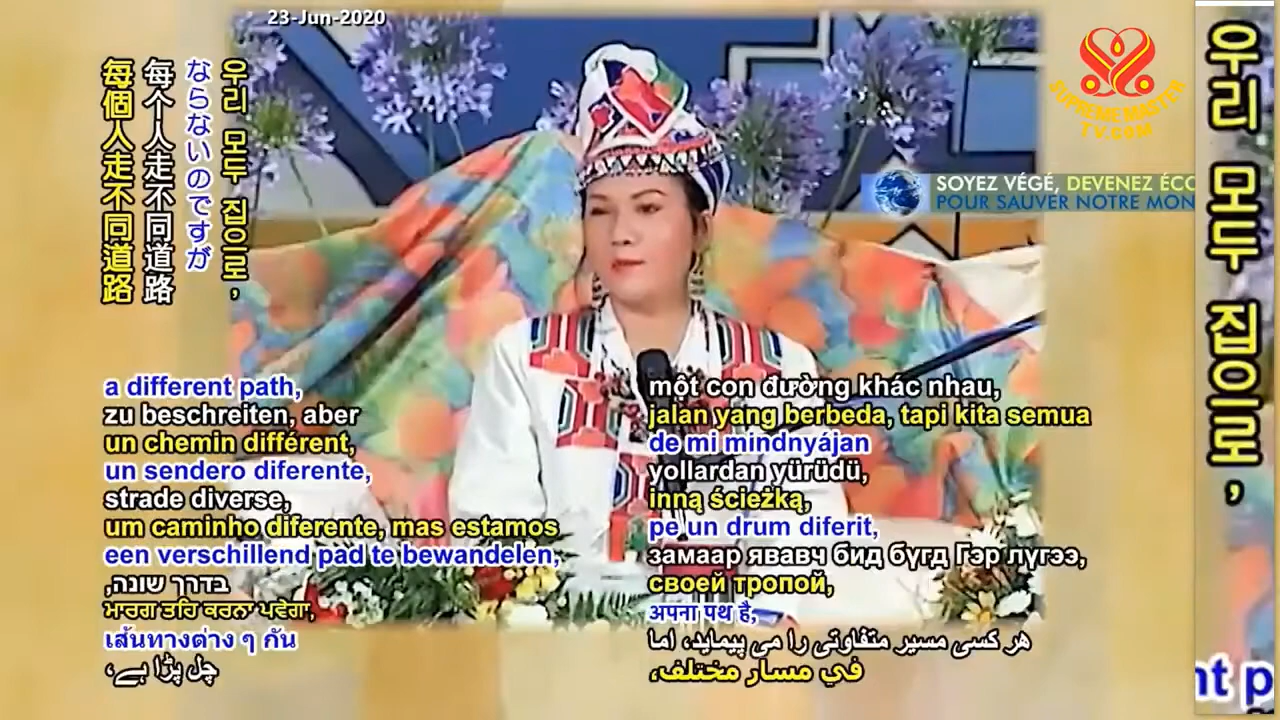 23-Jun-2020
우리 모두 집으로,
ならないのですが
每个人走不同道路
每個人走不同道路
SUPREME MASTER
TV.COM
SOYEZ VÉGÉ, DEVENEZ ÉCO
POUR SAUVER NOTRE MON
a different path,
zu beschreiten, aber
un chemin différent,
un sendero diferente,
strade diverse,
um caminho diferente, mas estamos
een verschillend pad te bewandelen,
בדרך שונה,
ਮਾਰਗ ਤਹਿ ਕਰਨਾ ਪਵੇਗਾ,
เส้นทางต่าง ๆ กัน
چل پڑا ہے،
một con đường khác nhau,
jalan yang berbeda, tapi kita semua
de mi mindnyájan
yollardan yürüdü,
inną ścieżką,
pe un drum diferit,
замаар явавч бид бүгд Гэр лүгээ,
своей тропой,
अपना पथ है,
هر کسی مسیر متفاوتی را می پیماید، اما
في مسار مختلف،
우리 모두 집으로,
nt p